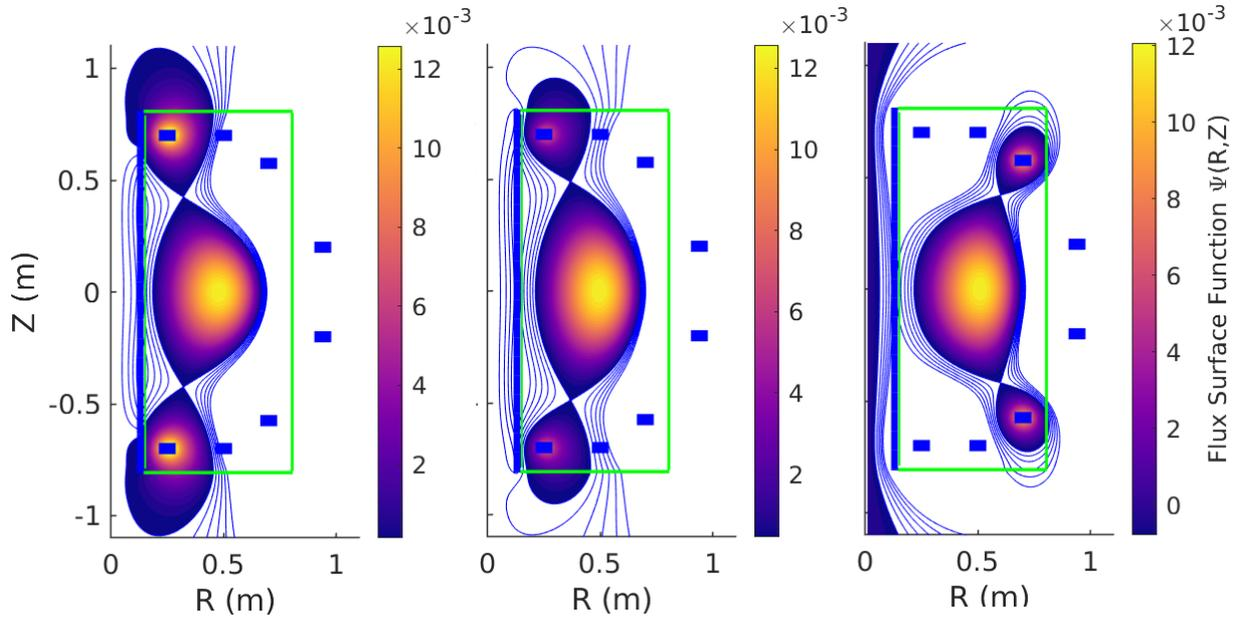 ×10⁻³ ×10⁻³ ×10⁻³
1 12 12 12
10 10 10
0.5 8 8 8
Z (m) 0 6 6 6 Flux Surface Function Ψ(R,Z)
-0.5 4 4 4
2 2 2
-1 0
0 0.5 1 0 0.5 1 0 0.5 1
R (m) R (m) R (m)